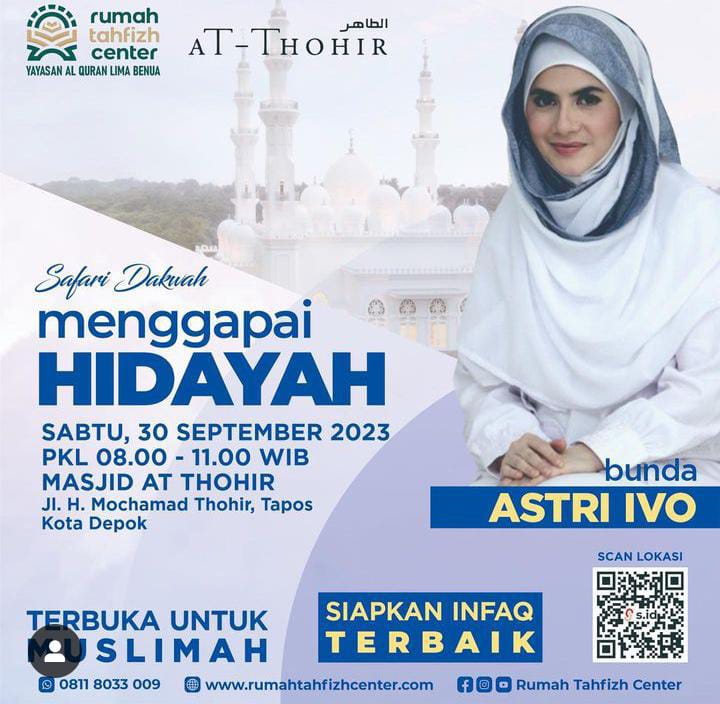 rumah
tahfizh
center
YAYASAN AL QURAN LIMA BENUA
الطاهر
AT-THOHIR
Safari Dakwah
menggapai
HIDAYAH
SABTU, 30 SEPTEMBER 2023
PKL 08.00 - 11.00 WIB
MASJID AT THOHIR
Jl. H. Mochamad Thohir, Tapos
Kota Depok
bunda
ASTRI IVO
SCAN LOKASI
s.id
TERBUKA UNTUK
MUSLIMAH
SIAPKAN INFAQ
TERBAIK
0811 8033 009
www.rumahtahfizhcenter.com
Rumah Tahfizh Center